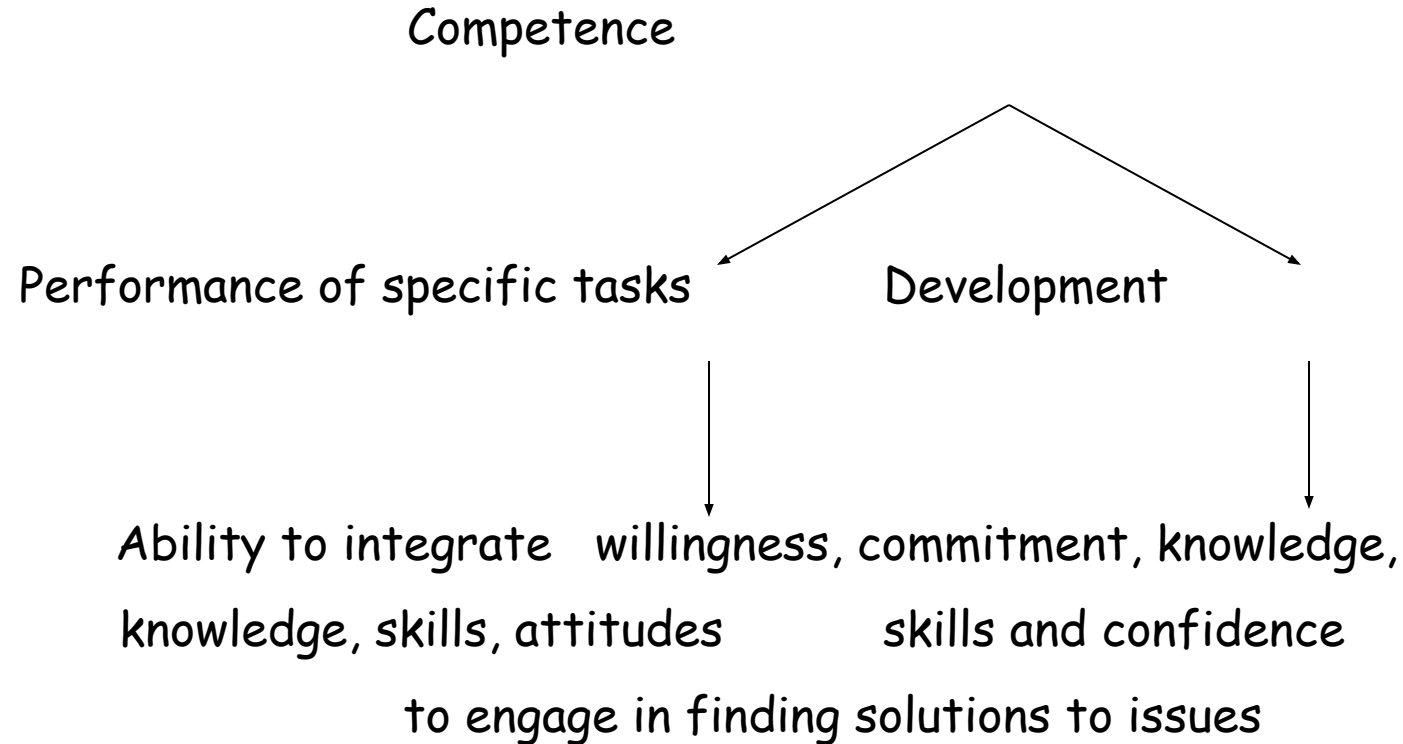 Competence
Performance of specific tasks Development
Ability to integrate willingness, commitment, knowledge,
knowledge, skills, attitudes skills and confidence
to engage in finding solutions to issues